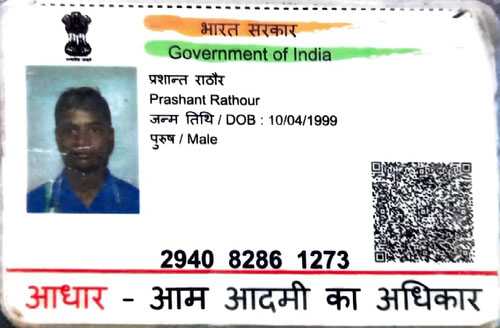 भारत सरकार
Government of India
प्रशान्त राठौर
Prashant Rathour
जन्म तिथि / DOB : 10/04/1999
पुरुष / Male
2940 8286 1273
आधार - आम आदमी का अधिकार